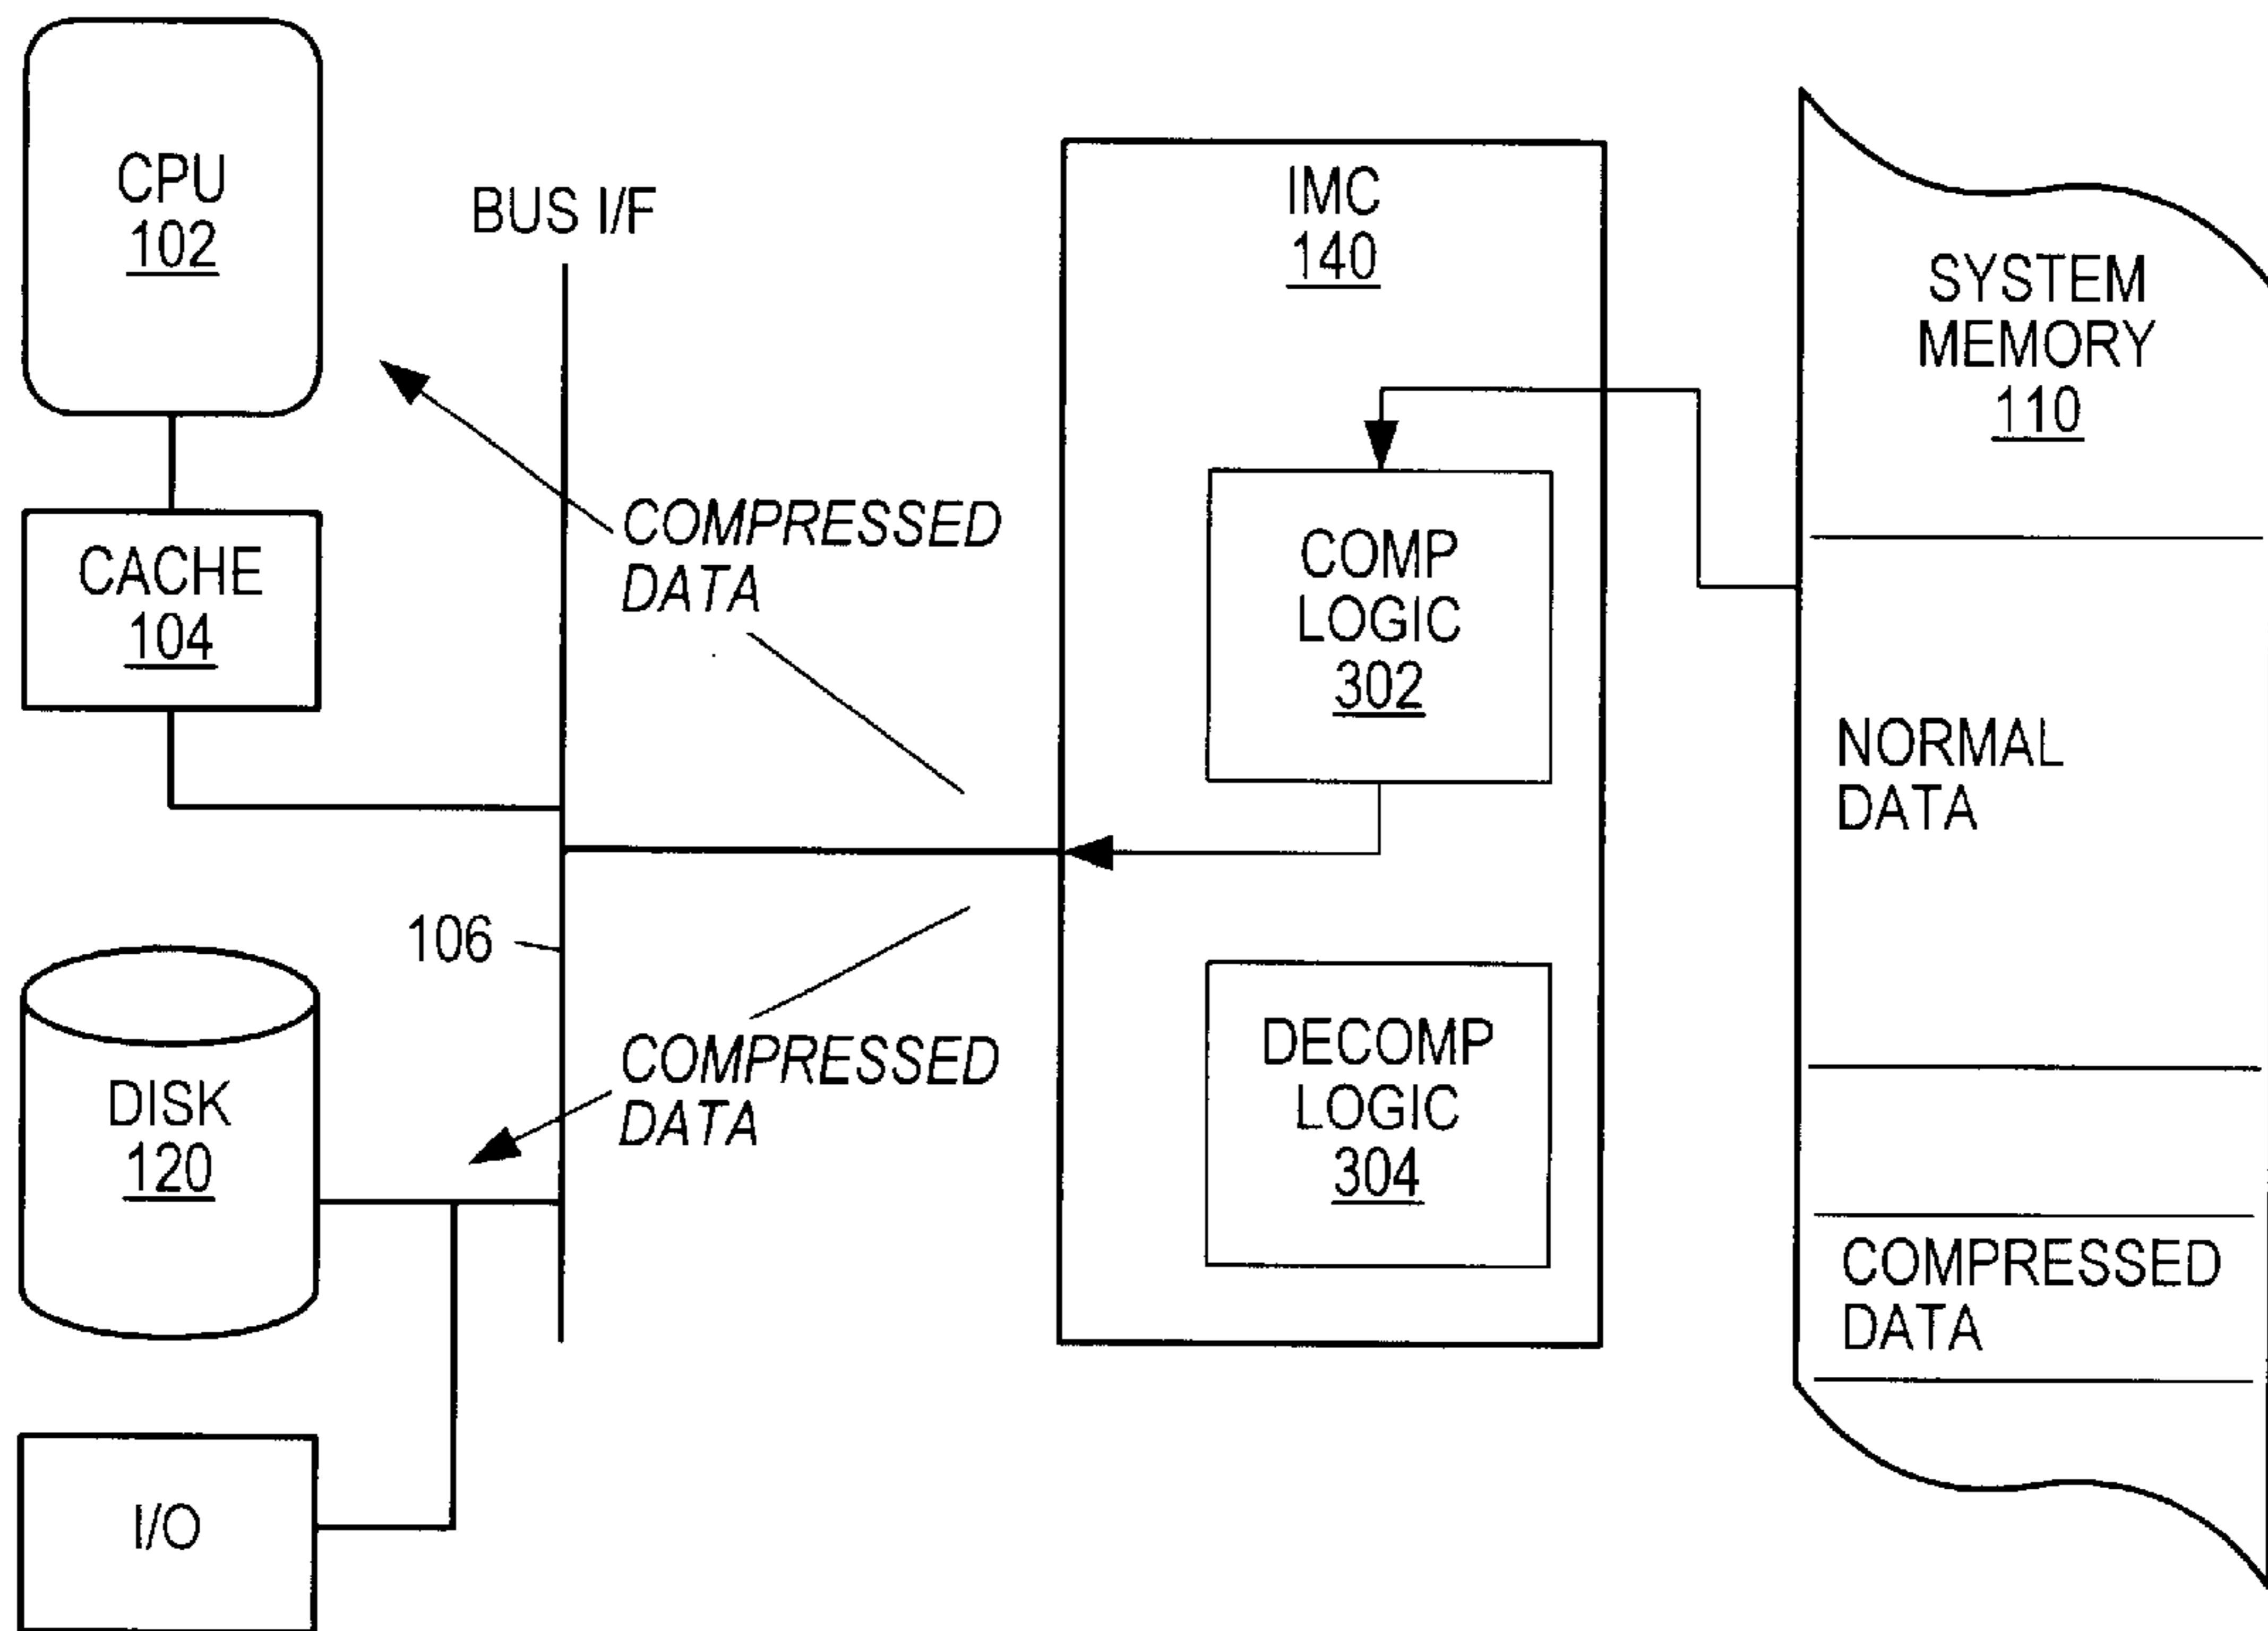 CPU
102
BUS I/F
IMC
140
SYSTEM
MEMORY
110
CACHE
104
COMPRESSED
DATA
COMP
LOGIC
302
NORMAL
DATA
106
DISK
120
COMPRESSED
DATA
DECOMP
LOGIC
304
COMPRESSED
DATA
I/O